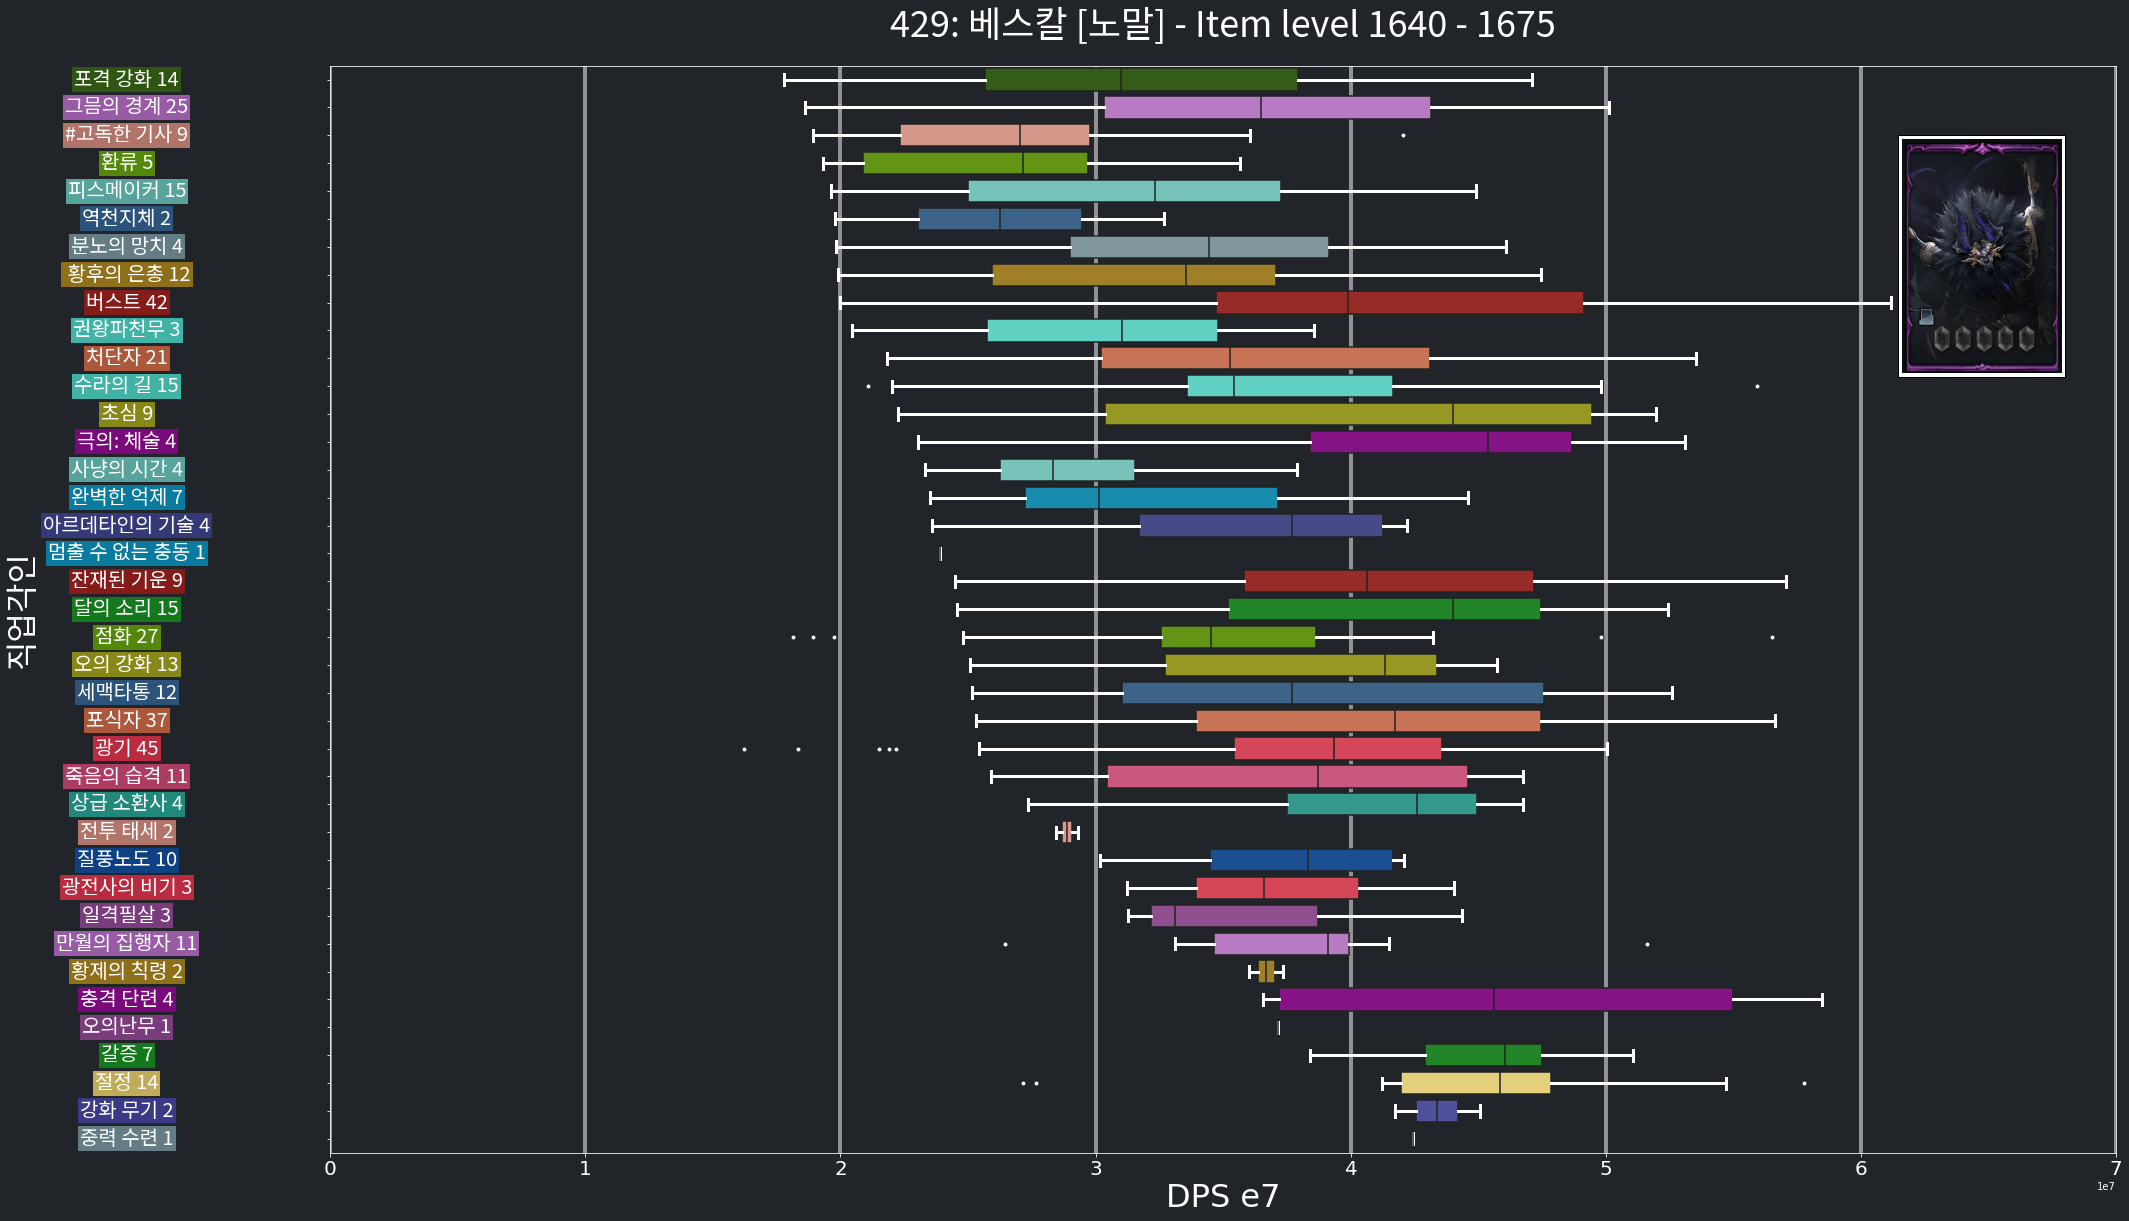 429: 베스칼 [노말] - Item level 1640 - 1675
직업각인
포격 강화 14
그믐의 경계 25
#고독한 기사 9
환류 5
피스메이커 15
역천지체 2
분노의 망치 4
황후의 은총 12
버스트 42
권왕파천무 3
처단자 21
수라의 길 15
초심 9
극의: 체술 4
사냥의 시간 4
완벽한 억제 7
아르데타인의 기술 4
멈출 수 없는 충동 1
잔재된 기운 9
달의 소리 15
점화 27
오의 강화 13
세맥타통 12
포식자 37
광기 45
죽음의 습격 11
상급 소환사 4
전투 태세 2
질풍노도 10
광전사의 비기 3
일격필살 3
만월의 집행자 11
황제의 칙령 2
충격 단련 4
오의난무 1
갈증 7
절정 14
강화 무기 2
중력 수련 1
0 1 2 3 4 5 6 7
1e7
DPS e7